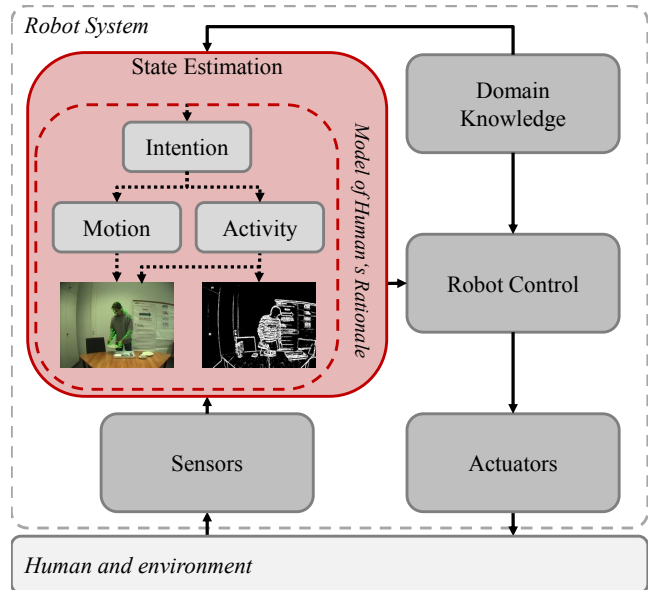 Robot System
State Estimation
Domain
Knowledge
Intention
Model of Human's Rationale
Motion
Activity
Robot Control
Sensors
Actuators
Human and environment